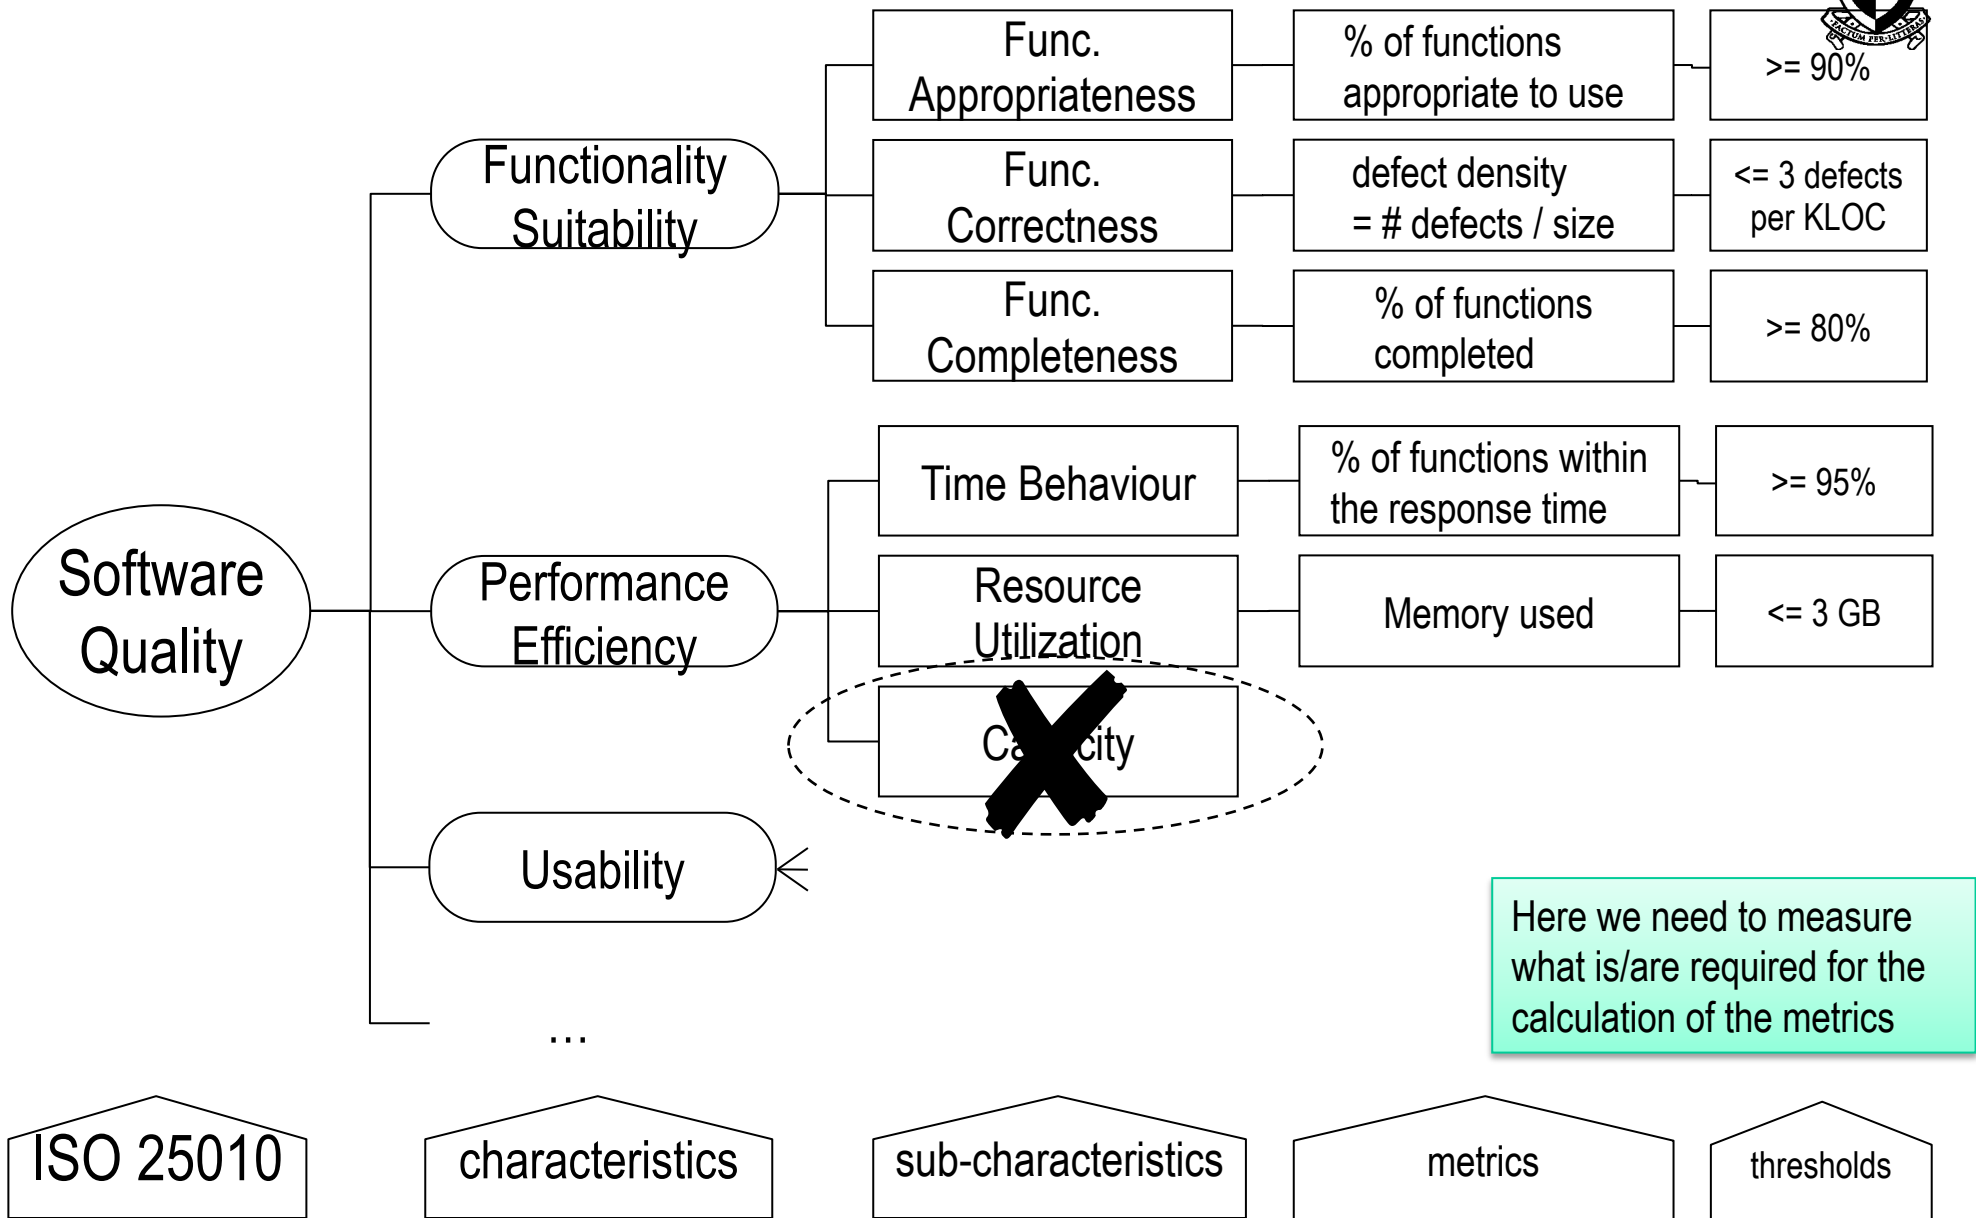 Func.
Appropriateness
% of functions
appropriate to use
>= 90%
FACTUM PER-LITTERAS
Functionality
Suitability
Func.
Correctness
defect density
= # defects / size
<= 3 defects
per KLOC
Func.
Completeness
% of functions
completed
>= 80%
Time Behaviour
% of functions within
the response time
>= 95%
Software
Quality
Performance
Efficiency
Resource
Utilization
Memory used
<= 3 GB
Usability
Here we need to measure
what is/are required for the
calculation of the metrics
...
ISO 25010
characteristics
sub-characteristics
metrics
thresholds